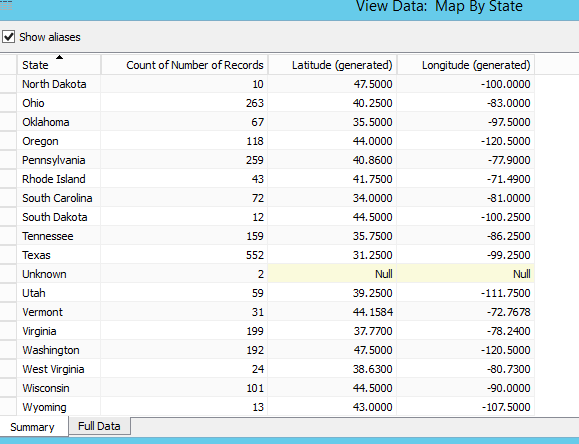 View Data: Map By State
Show aliases
State Count of Number of Records Latitude (generated) Longitude (generated)
North Dakota 10 47.5000 -100.0000
Ohio 263 40.2500 -83.0000
Oklahoma 67 35.5000 -97.5000
Oregon 118 44.0000 -120.5000
Pennsylvania 259 40.8600 -77.9000
Rhode Island 43 41.7500 -71.4900
South Carolina 72 34.0000 -81.0000
South Dakota 12 44.5000 -100.2500
Tennessee 159 35.7500 -86.2500
Texas 552 31.2500 -99.2500
Unknown 2 Null Null
Utah 59 39.2500 -111.7500
Vermont 31 44.1584 -72.7678
Virginia 199 37.7700 -78.2400
Washington 192 47.5000 -120.5000
West Virginia 24 38.6300 -80.7300
Wisconsin 101 44.5000 -90.0000
Wyoming 13 43.0000 -107.5000
Summary Full Data